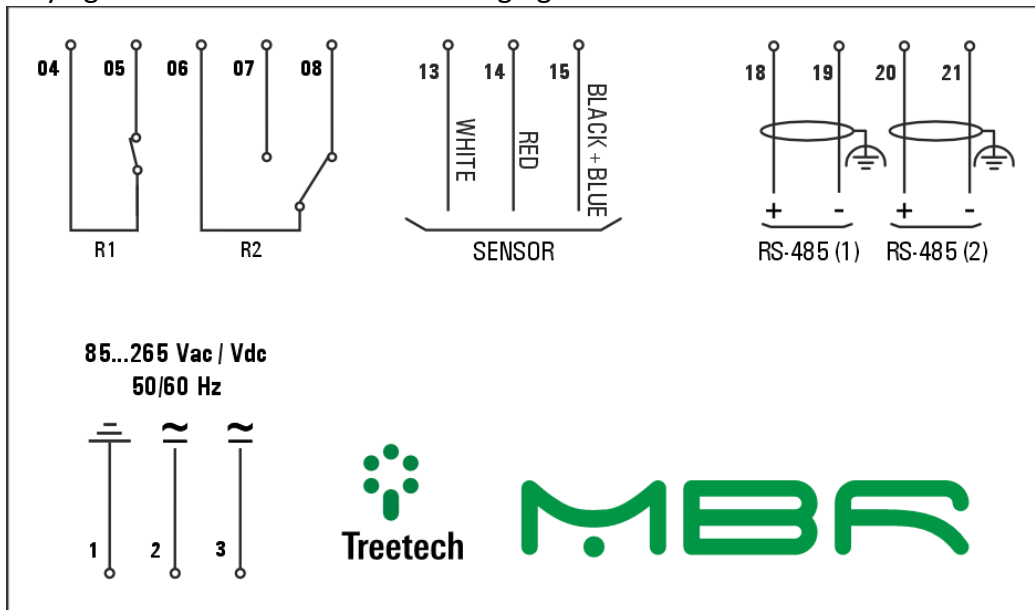 04 05 06 07 08 13 14 15 18 19 20 21
WHITE
RED
BLACK + BLUE
+ - + -
R1 R2 SENSOR RS-485 (1) RS-485 (2)
85...265 Vac / Vdc
50/60 Hz
1 2 3
Treetech
MBR